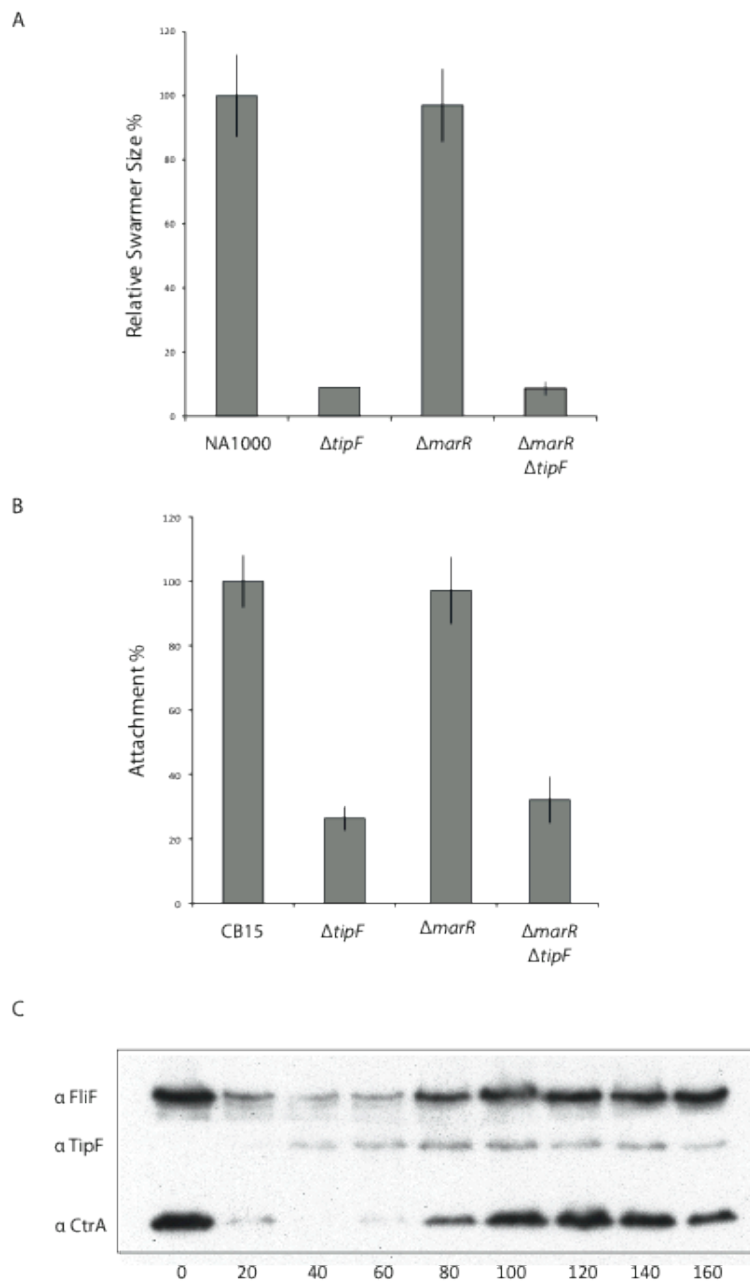 A
120
100
80
60
40
20
0
Relative Swarmer Size %
NA1000
ΔtipF
ΔmarR
ΔmarR
ΔtipF
B
120
100
80
60
40
20
0
Attachment %
CB15
ΔtipF
ΔmarR
ΔmarR
ΔtipF
C
α FliF
α TipF
α CtrA
0 20 40 60 80 100 120 140 160